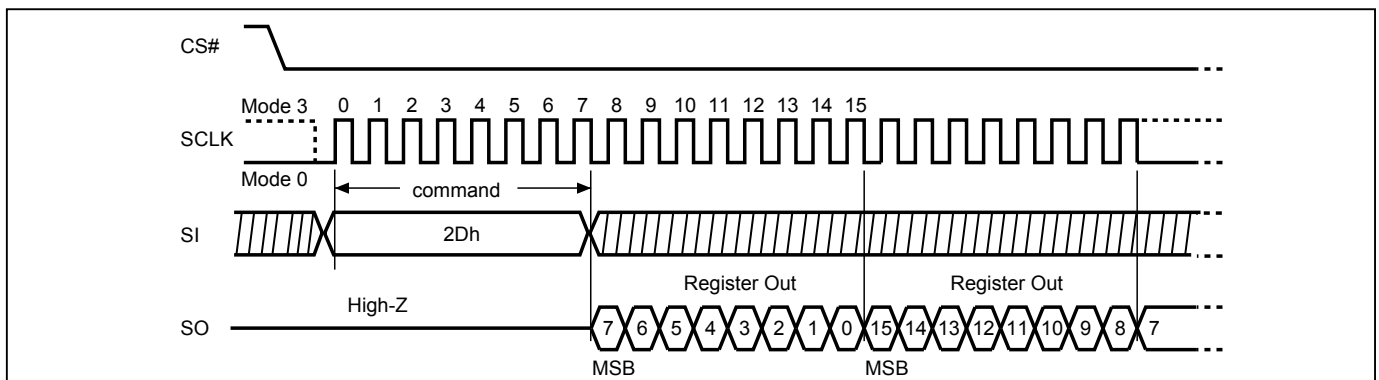 CS#
Mode 3
0 1 2 3 4 5 6 7 8 9 10 11 12 13 14 15
SCLK
Mode 0
command
SI
2Dh
Register Out Register Out
High-Z
SO
7 6 5 4 3 2 1 0 15 14 13 12 11 10 9 8 7
MSB MSB